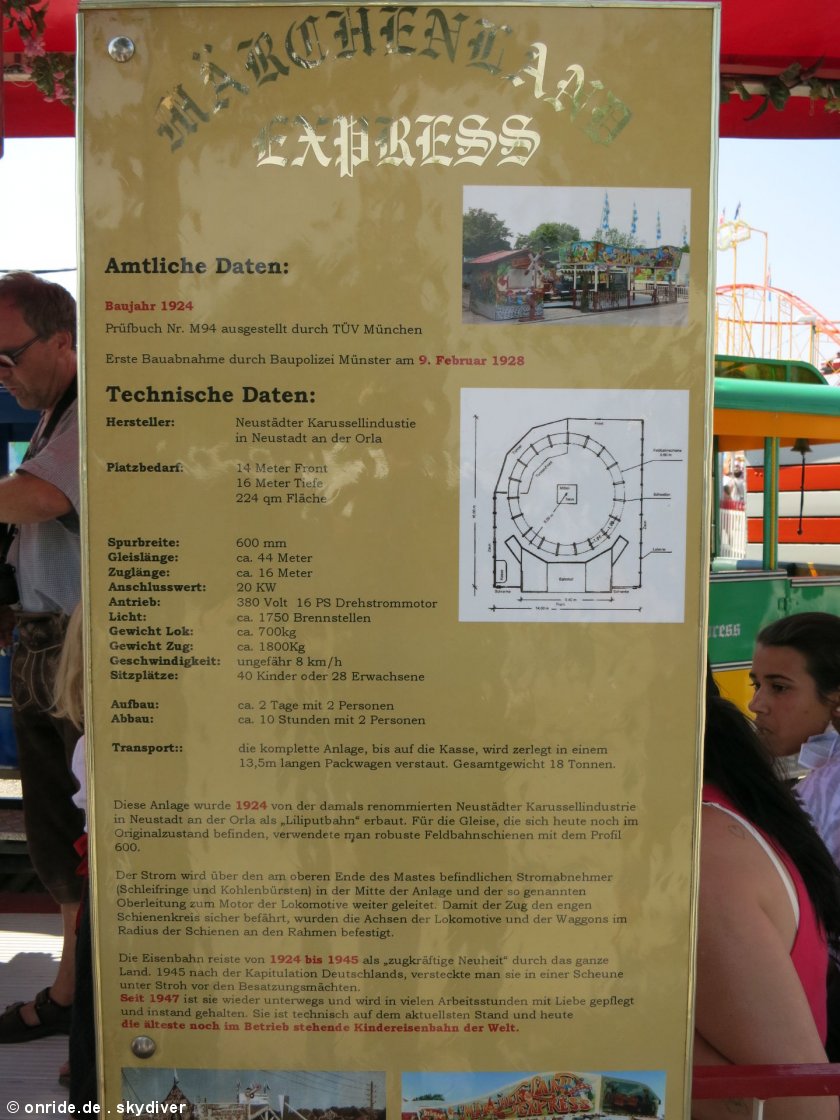 MÄRCHENLAND
EXPRESS
Amtliche Daten:
Baujahr 1924
Prüfbuch Nr. M94 ausgestellt durch TÜV München
Erste Bauabnahme durch Baupolizei Münster am 9. Februar 1928
Technische Daten:
Hersteller: Neustädter Karussellindustie
in Neustadt an der Orla
Platzbedarf: 14 Meter Front
16 Meter Tiefe
224 qm Fläche
Spurbreite: 600 mm
Gleislänge: ca. 44 Meter
Zuglänge: ca. 16 Meter
Anschlusswert: 20 KW
Antrieb: 380 Volt 16 PS Drehstrommotor
Licht: ca. 1750 Brennstellen
Gewicht Lok: ca. 700kg
Gewicht Zug: ca. 1800Kg
Geschwindigkeit: ungefähr 8 km/h
Sitzplätze: 40 Kinder oder 28 Erwachsene
Aufbau: ca. 2 Tage mit 2 Personen
Abbau: ca. 10 Stunden mit 2 Personen
Transport:: die komplette Anlage, bis auf die Kasse, wird zerlegt in einem
13,5m langen Packwagen verstaut. Gesamtgewicht 18 Tonnen.
Diese Anlage wurde 1924 von der damals renommierten Neustädter Karussellindustrie
in Neustadt an der Orla als „Liliputbahn“ erbaut. Für die Gleise, die sich heute noch im
Originalzustand befinden, verwendete man robuste Feldbahnschienen mit dem Profil
600.
Der Strom wird über den am oberen Ende des Mastes befindlichen Stromabnehmer
(Schleifringe und Kohlenbürsten) in der Mitte der Anlage und der so genannten
Oberleitung zum Motor der Lokomotive weiter geleitet. Damit der Zug den engen
Schienenkreis sicher befährt, wurden die Achsen der Lokomotive und der Waggons im
Radius der Schienen an den Rahmen befestigt.
Die Eisenbahn reiste von 1924 bis 1945 als „zugkräftige Neuheit“ durch das ganze
Land. 1945 nach der Kapitulation Deutschlands, versteckte man sie in einer Scheune
unter Stroh vor den Besatzungsmächten.
Seit 1947 ist sie wieder unterwegs und wird in vielen Arbeitsstunden mit Liebe gepflegt
und instand gehalten. Sie ist technisch auf dem aktuellsten Stand und heute
die älteste noch im Betrieb stehende Kindereisenbahn der Welt.
Front
Feldbahnschiene
Schwellen
Bahnhof
Schranke
Schranke
Front
14,00 m
press
EXPRESS
© onride.de . skydiver